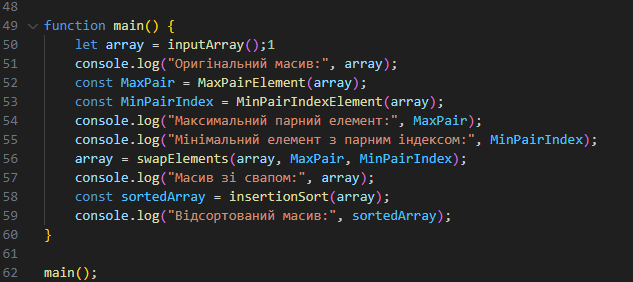 48
49 function main() {
50 let array = inputArray();1
51 console.log("Оригінальний масив:", array);
52 const MaxPair = MaxPairElement(array);
53 const MinPairIndex = MinPairIndexElement(array);
54 console.log("Максимальний парний елемент:", MaxPair);
55 console.log("Мінімальний елемент з парним індексом:", MinPairIndex);
56 array = swapElements(array, MaxPair, MinPairIndex);
57 console.log("Масив зі свапом:", array);
58 const sortedArray = insertionSort(array);
59 console.log("Відсортований масив:", sortedArray);
60 }
61
62 main();